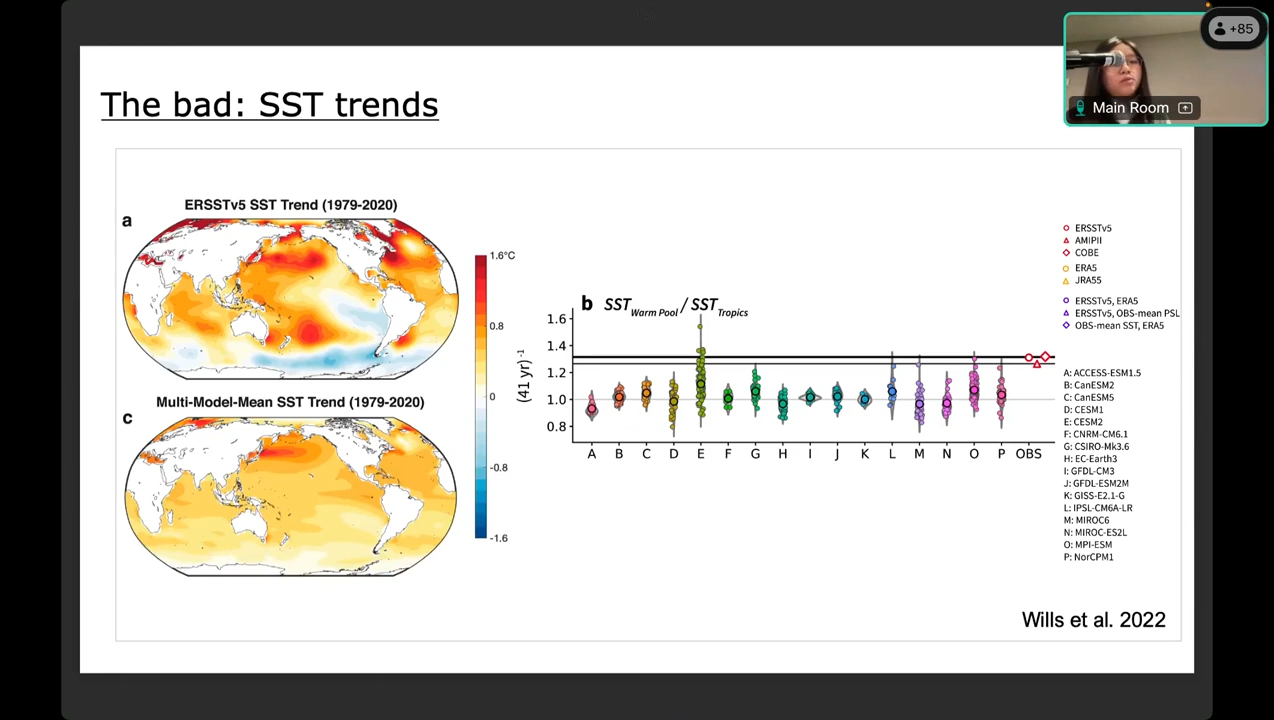 +85
Main Room
The bad: SST trends
ERSSTv5 SST Trend (1979-2020)
a
1.6°C
0.8
0
-0.8
-1.6
Multi-Model-Mean SST Trend (1979-2020)
c
b SST Warm Pool / SST Tropics
(41 yr)-1
1.6
1.4
1.2
1.0
0.8
A B C D E F G H I J K L M N O P OBS
ERSSTv5
AMIPII
COBE
ERA5
JRA55
ERSSTv5, ERA5
ERSSTv5, OBS-mean PSL
OBS-mean SST, ERA5
A: ACCESS-ESM1.5
B: CanESM2
C: CanESM5
D: CESM1
E: CESM2
F: CNRM-CM6.1
G: CSIRO-Mk3.6
H: EC-Earth3
I: GFDL-CM3
J: GFDL-ESM2M
K: GISS-E2.1-G
L: IPSL-CM6A-LR
M: MIROC6
N: MIROC-ES2L
O: MPI-ESM
P: NorCPM1
Wills et al. 2022